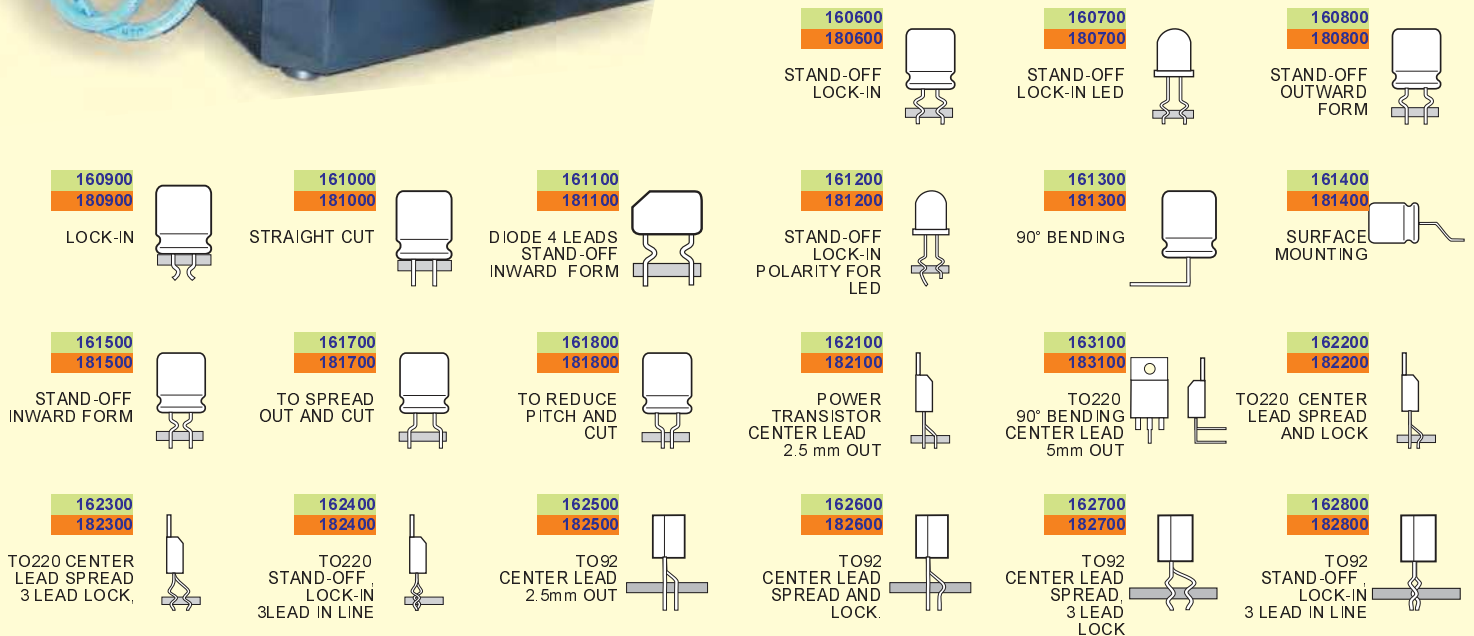 160600
180600
STAND-OFF
LOCK-IN
160700
180700
STAND-OFF
LOCK-IN LED
160800
180800
STAND-OFF
OUTWARD
FORM
160900
180900
LOCK-IN
161000
181000
STRAIGHT CUT
161100
181100
DIODE 4 LEADS
STAND-OFF
INWARD FORM
161200
181200
STAND-OFF
LOCK-IN
POLARITY FOR
LED
161300
181300
90° BENDING
161400
181400
SURFACE
MOUNTING
161500
181500
STAND-OFF
INWARD FORM
161700
181700
TO SPREAD
OUT AND CUT
161800
181800
TO REDUCE
PITCH AND
CUT
162100
182100
POWER
TRANSISTOR
CENTER LEAD
2.5 mm OUT
163100
183100
TO220
90° BENDING
CENTER LEAD
5mm OUT
162200
182200
TO220 CENTER
LEAD SPREAD
AND LOCK
162300
182300
TO220 CENTER
LEAD SPREAD
3 LEAD LOCK,
162400
182400
TO220
STAND-OFF,
LOCK-IN
3LEAD IN LINE
162500
182500
TO92
CENTER LEAD
2.5mm OUT
162600
182600
TO92
CENTER LEAD
SPREAD AND
LOCK.
162700
182700
TO92
CENTER LEAD
SPREAD,
3 LEAD
LOCK
162800
182800
TO92
STAND-OFF,
LOCK-IN
3 LEAD IN LINE